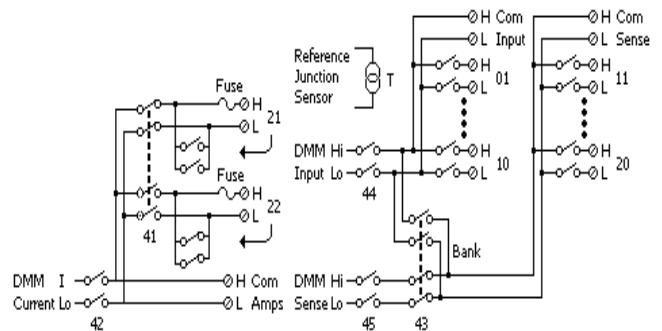 H Com
L Input
H Com
L Sense
Reference
Junction
Sensor
T
H
01
L
H
11
L
Fuse
H
21
L
DMM Hi
Input Lo
44
H
10
L
H
20
L
Fuse
H
22
L
41
Bank
DMM I
Current Lo
42
H Com
L Amps
DMM Hi
Sense Lo
45
43